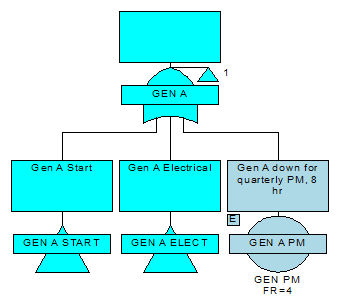 1
GEN A
Gen A Start
Gen A Electrical
Gen A down for
quarterly PM, 8
hr
E
GEN A START
GEN A ELECT
GEN A PM
GEN PM
FR=4